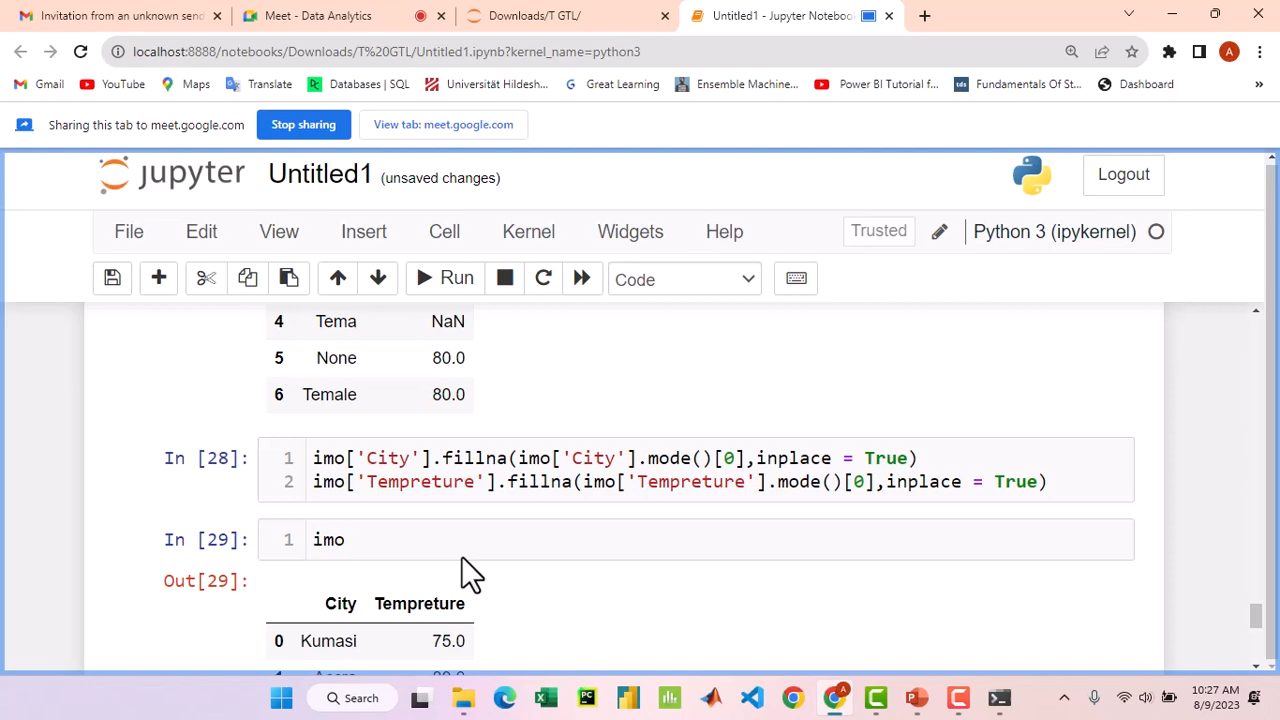 Invitation from an unknown send
Meet - Data Analytics
Downloads/T GTL/
Untitled1 - Jupyter Noteboo
localhost:8888/notebooks/Downloads/T%20GTL/Untitled1.ipynb?kernel_name=python3
Gmail
YouTube
Maps
Translate
Databases | SQL
Universität Hildesh...
Great Learning
Ensemble Machine...
Power BI Tutorial f...
Fundamentals Of St...
Dashboard
»
Sharing this tab to meet.google.com
Stop sharing
View tab: meet.google.com
jupyter Untitled1 (unsaved changes)
Logout
File Edit View Insert Cell Kernel Widgets Help
Trusted
Python 3 (ipykernel)
Run
Code
4 Tema NaN
5 None 80.0
6 Temale 80.0
In [28]: 1 imo['City'].fillna(imo['City'].mode()[0],inplace = True)
2 imo['Tempreture'].fillna(imo['Tempreture'].mode()[0],inplace = True)
In [29]: 1 imo
Out[29]:
City Tempreture
0 Kumasi 75.0
Search
10:27 AM
8/9/2023